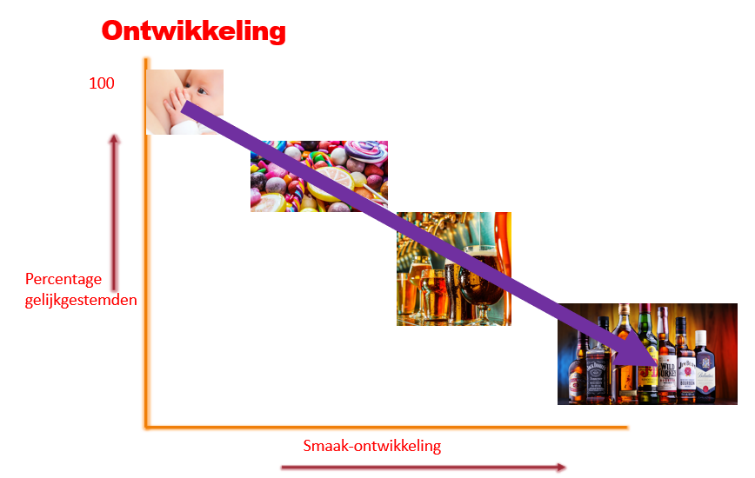 Ontwikkeling
100
Percentage
gelijkgestemden
Smaak-ontwikkeling